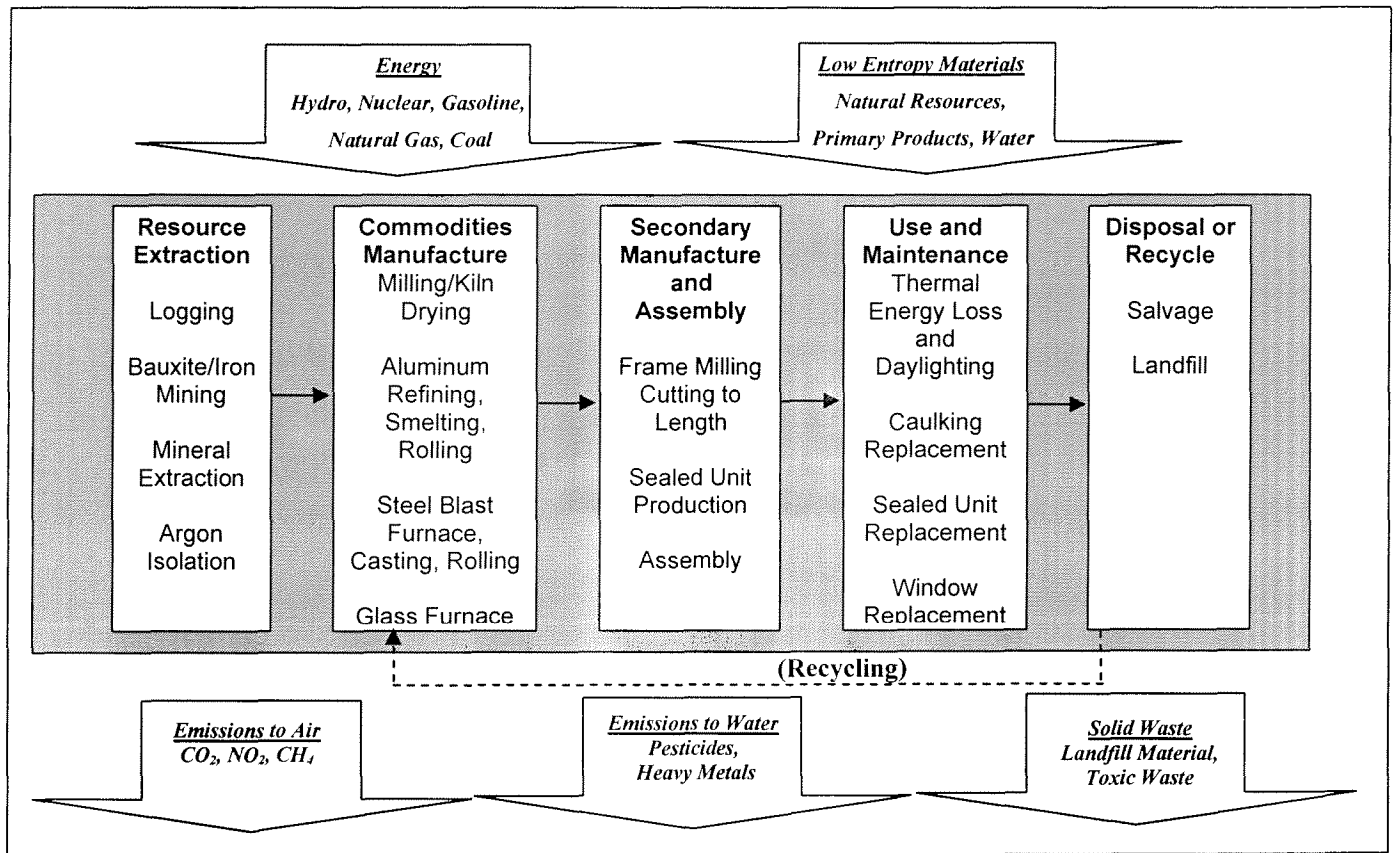 Energy
Hydro, Nuclear, Gasoline,
Natural Gas, Coal
Low Entropy Materials
Natural Resources,
Primary Products, Water
Resource
Extraction
Logging
Bauxite/Iron
Mining
Mineral
Extraction
Argon
Isolation
Commodities
Manufacture
Milling/Kiln
Drying
Aluminum
Refining,
Smelting,
Rolling
Steel Blast
Furnace,
Casting, Rolling
Glass Furnace
Secondary
Manufacture
and
Assembly
Frame Milling
Cutting to
Length
Sealed Unit
Production
Assembly
Use and
Maintenance
Thermal
Energy Loss
and
Daylighting
Caulking
Replacement
Sealed Unit
Replacement
Window
Replacement
Disposal or
Recycle
Salvage
Landfill
(Recycling)
Emissions to Air
CO₂, NO₂, CH₄
Emissions to Water
Pesticides,
Heavy Metals
Solid Waste
Landfill Material,
Toxic Waste